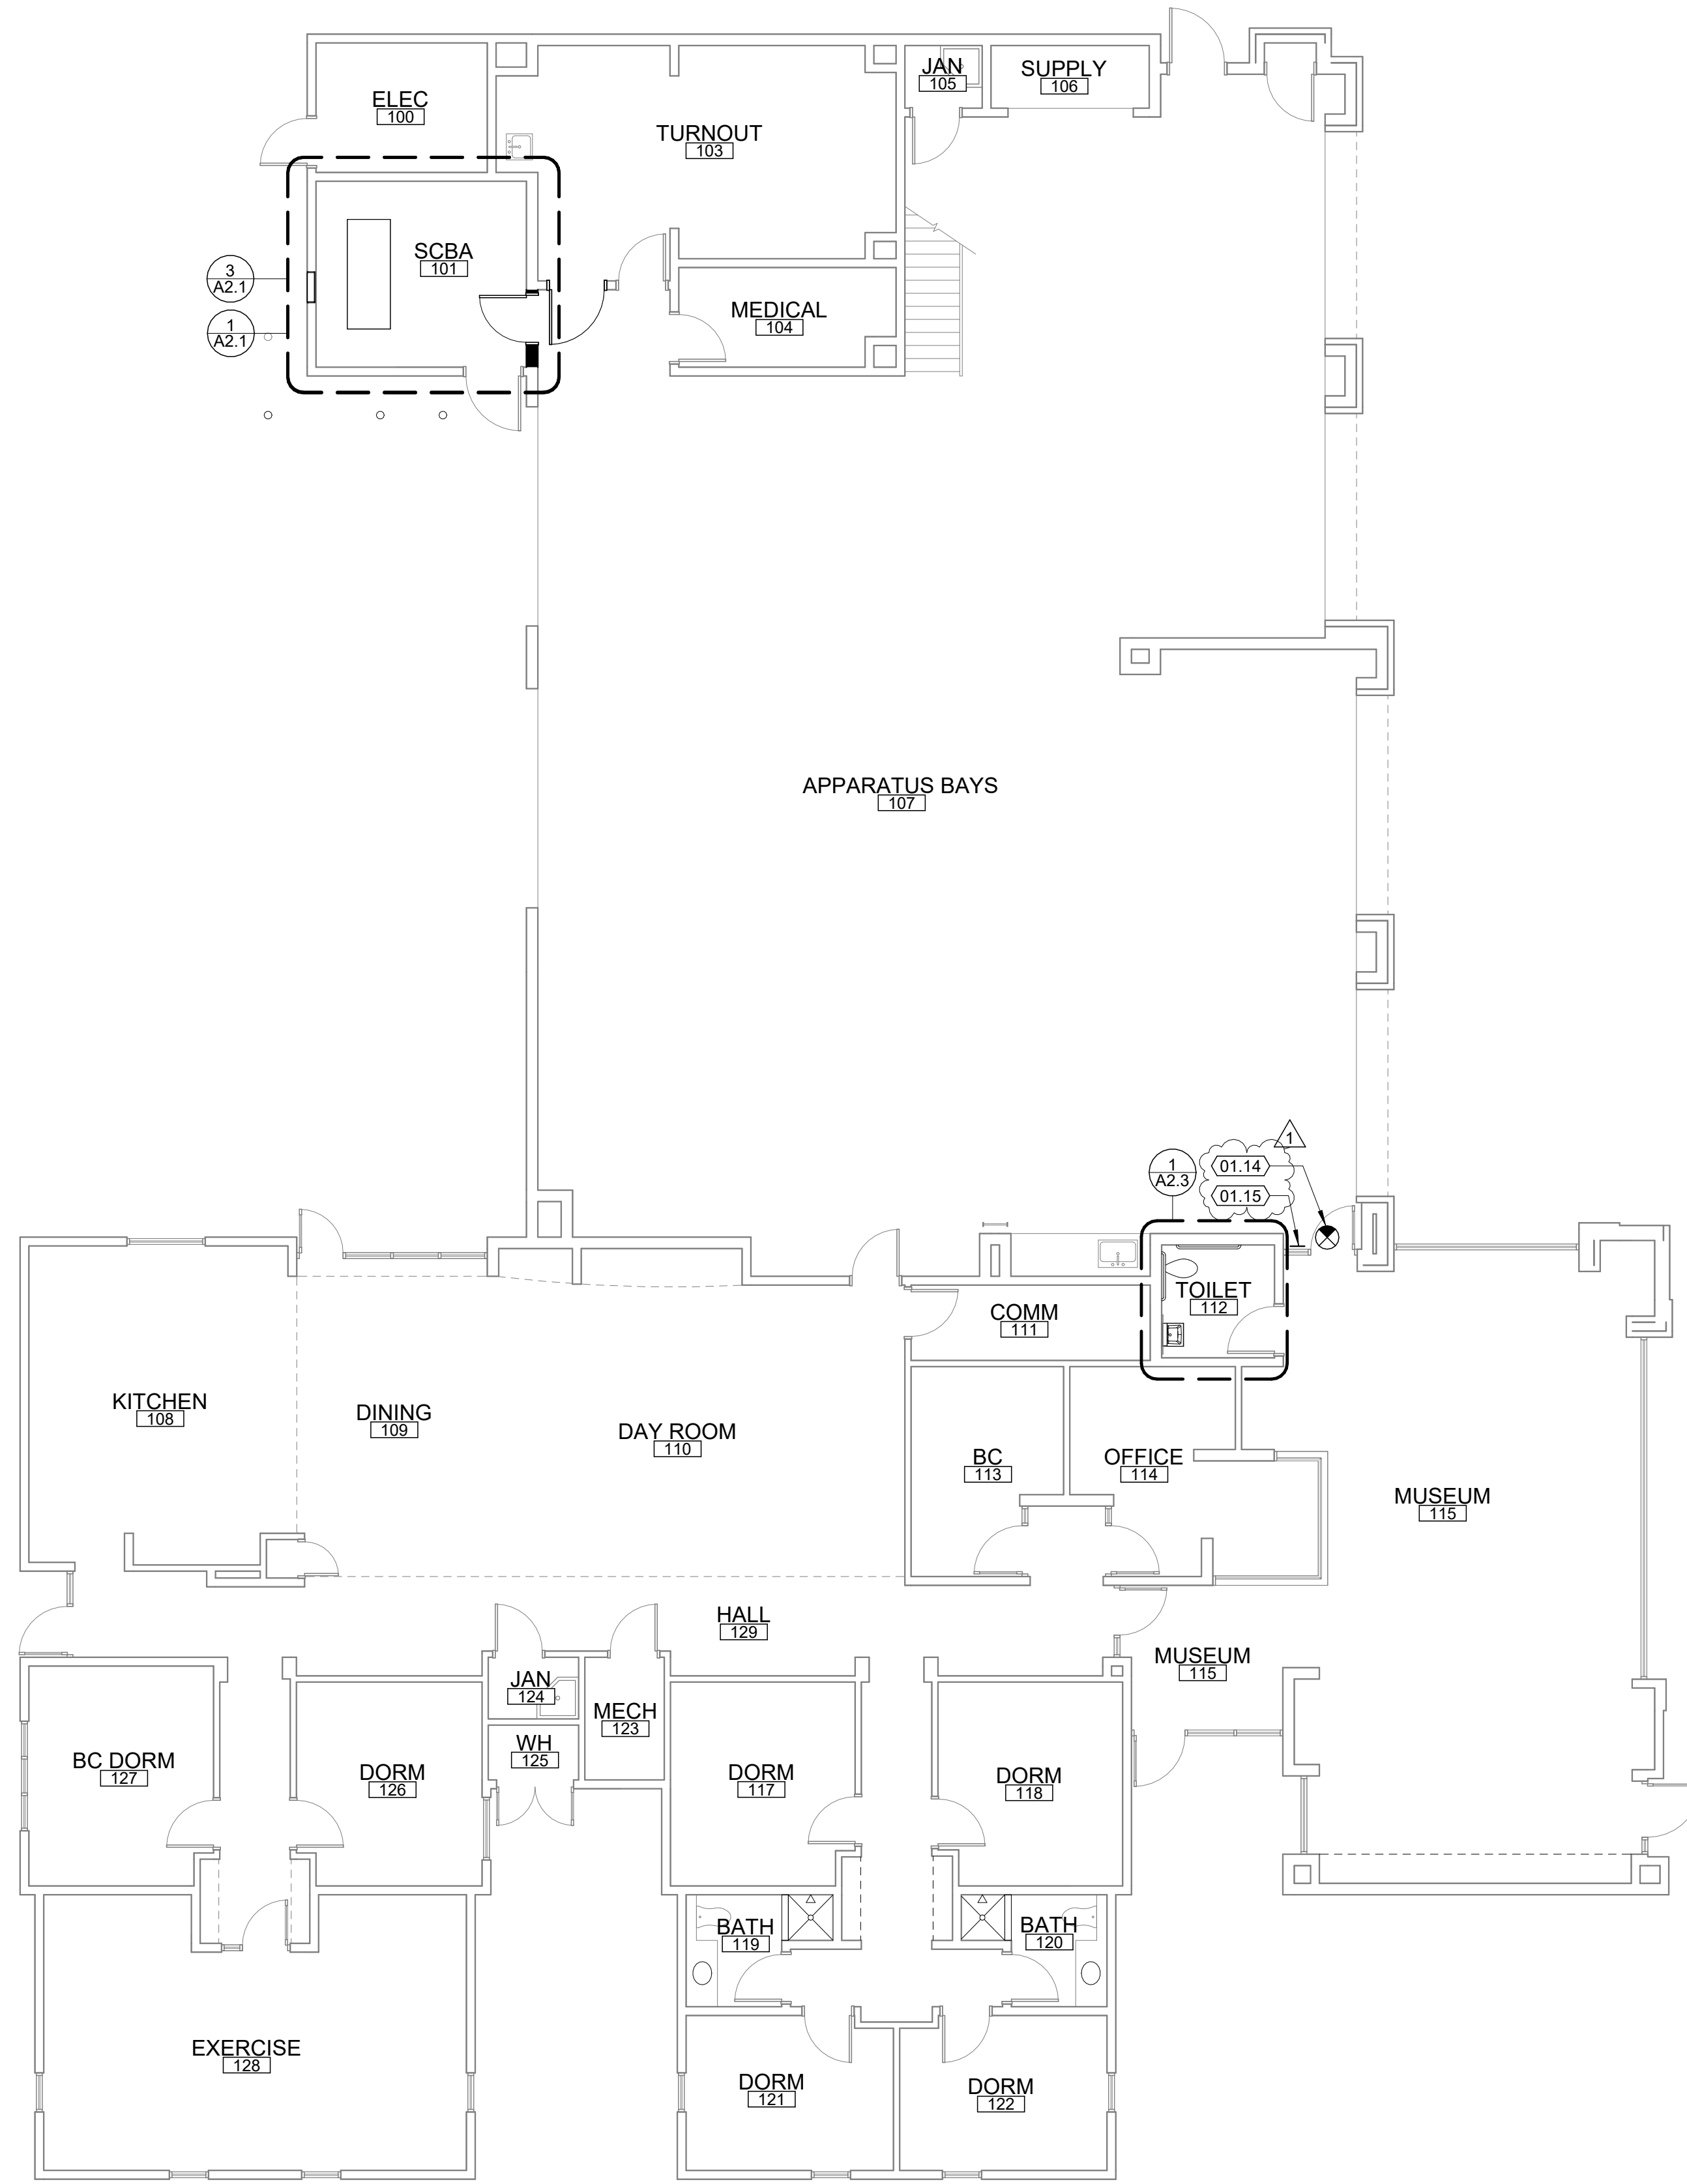 JAN
105
SUPPLY
106
ELEC
100
TURNOUT
103
SCBA
101
3
A2.1
1
A2.1
MEDICAL
104
APPARATUS BAYS
107
1
1
A2.3
01.14
01.15
TOILET
112
COMM
111
KITCHEN
108
DINING
109
DAY ROOM
110
BC
113
OFFICE
114
MUSEUM
115
HALL
129
MUSEUM
115
JAN
124
MECH
123
WH
125
BC DORM
127
DORM
126
DORM
117
DORM
118
BATH
119
BATH
120
EXERCISE
128
DORM
121
DORM
122